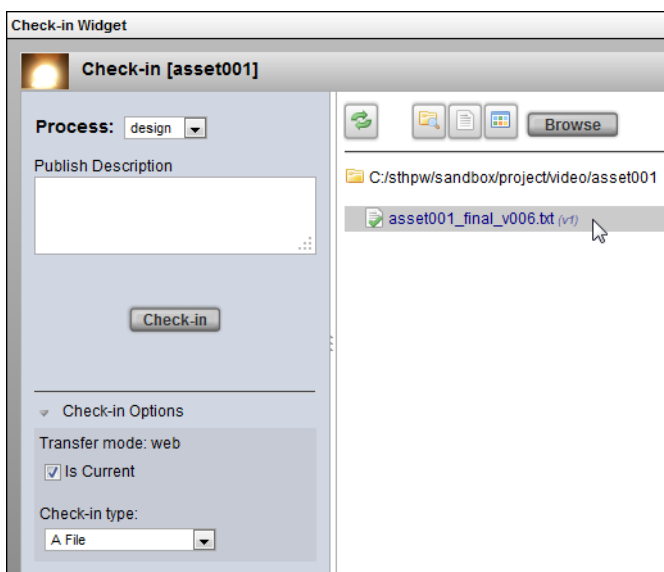 Check-in Widget
Check-in [asset001]
Process: design
Publish Description
Check-in
Check-in Options
Transfer mode: web
Is Current
Check-in type:
A File
Browse
C:/sthpw/sandbox/project/video/asset001
asset001_final_v006.txt (v1)